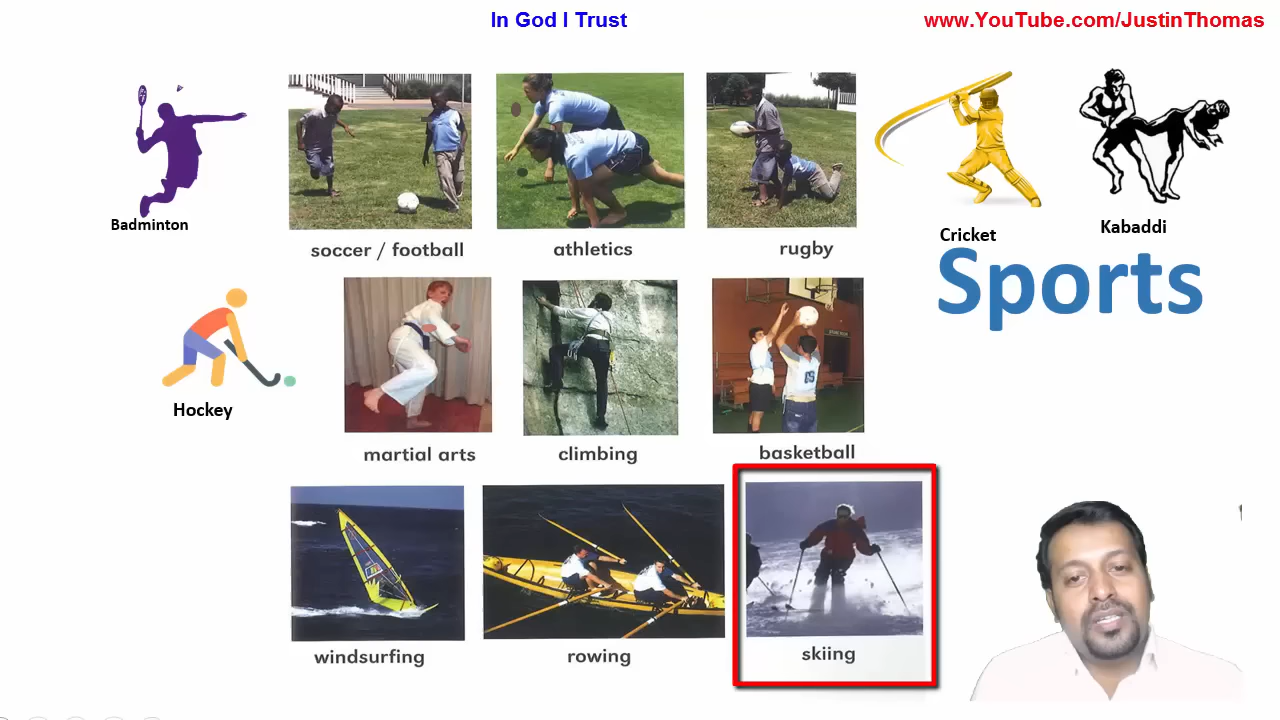 In God I Trust
www.YouTube.com/JustinThomas
Badminton
soccer / football
athletics
rugby
Cricket
Kabaddi
Sports
Hockey
martial arts
climbing
basketball
windsurfing
rowing
skiing